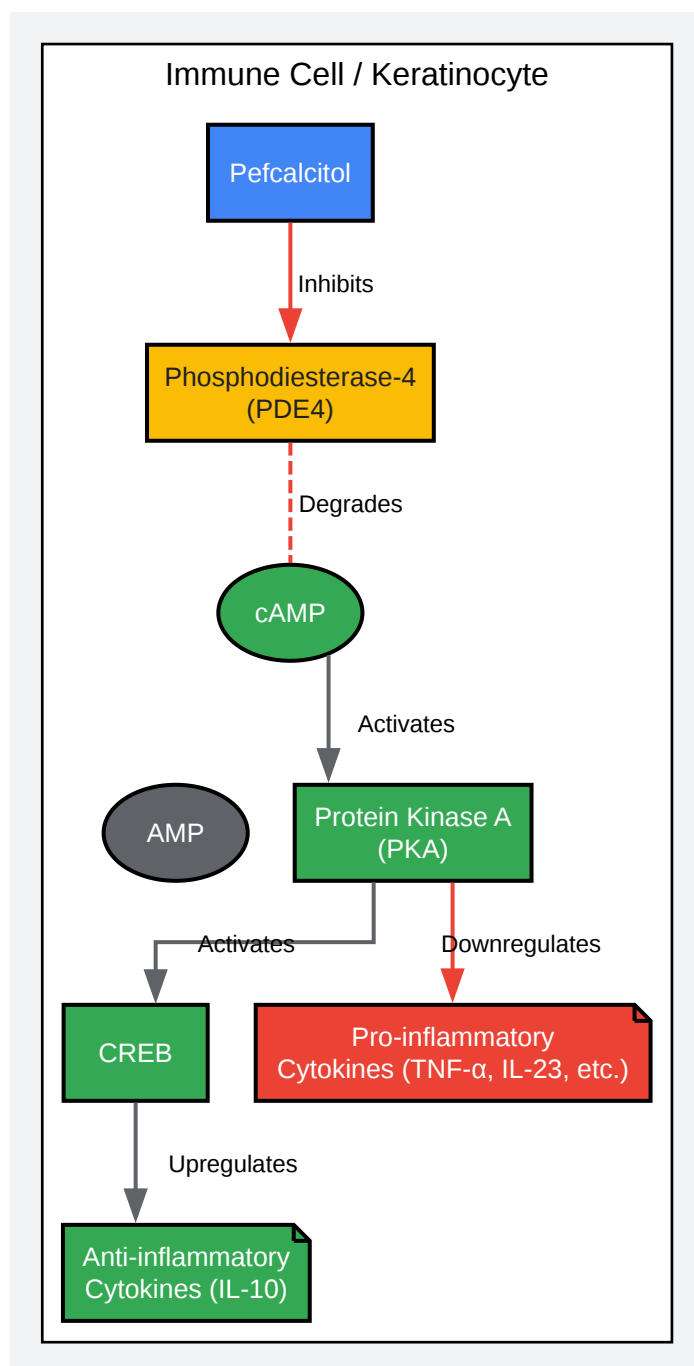 Immune Cell / Keratinocyte
Pefcalcitol
Inhibits
Phosphodiesterase-4
(PDE4)
Degrades
cAMP
Activates
AMP
Protein Kinase A
(PKA)
Activates
Downregulates
CREB
Pro-inflammatory
Cytokines (TNF-α, IL-23, etc.)
Upregulates
Anti-inflammatory
Cytokines (IL-10)